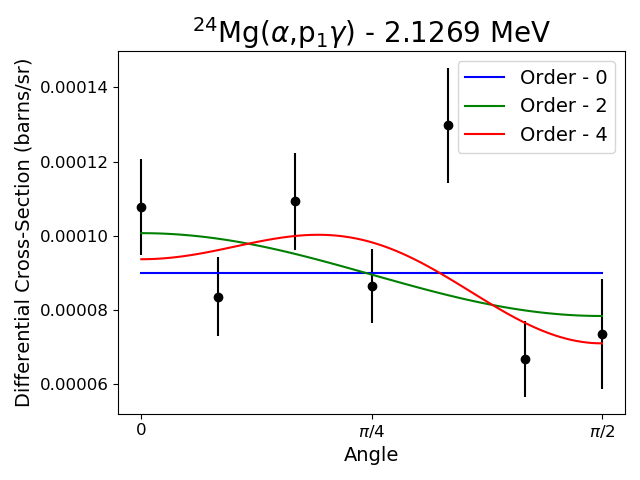 ²⁴Mg(α,p₁γ) - 2.1269 MeV
Differential Cross-Section (barns/sr)
0.00014
0.00012
0.00010
0.00008
0.00006
Order - 0
Order - 2
Order - 4
0
π/4
π/2
Angle